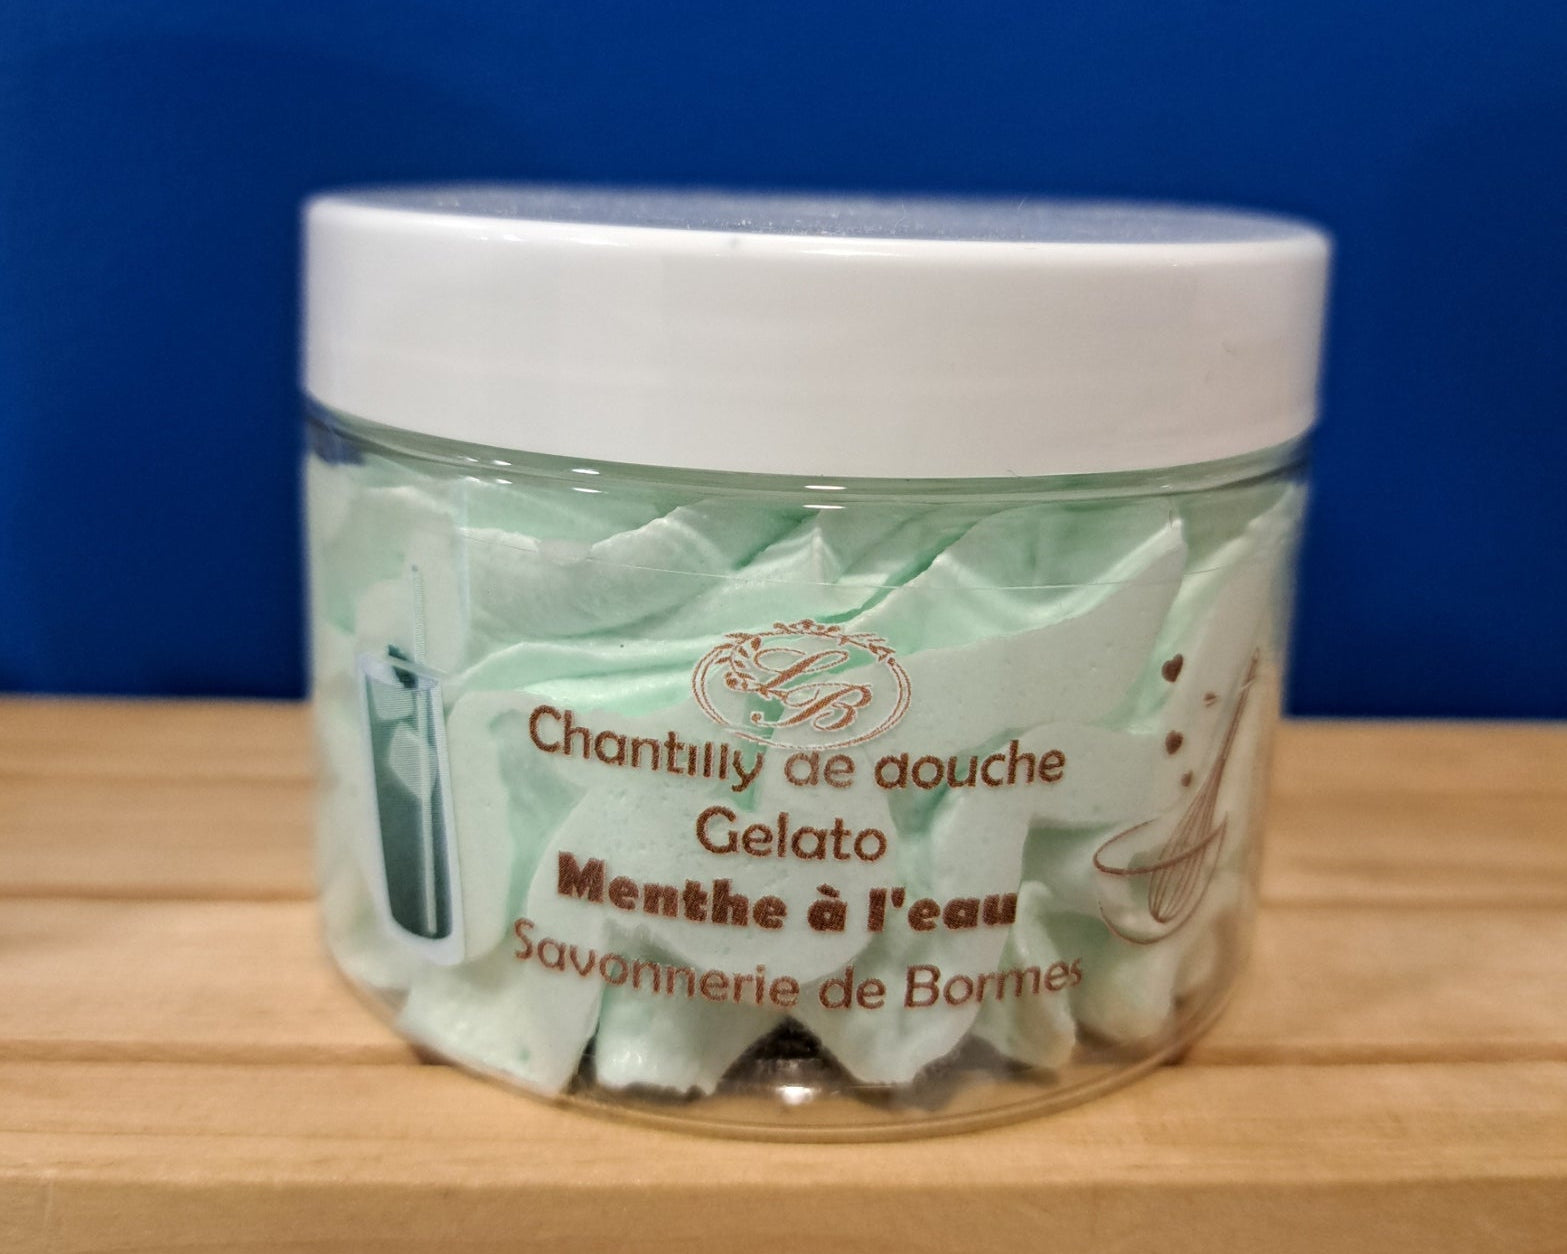 LB
Chantilly de douche
Gelato
Menthe à l'eau
Savonnerie de Bormes